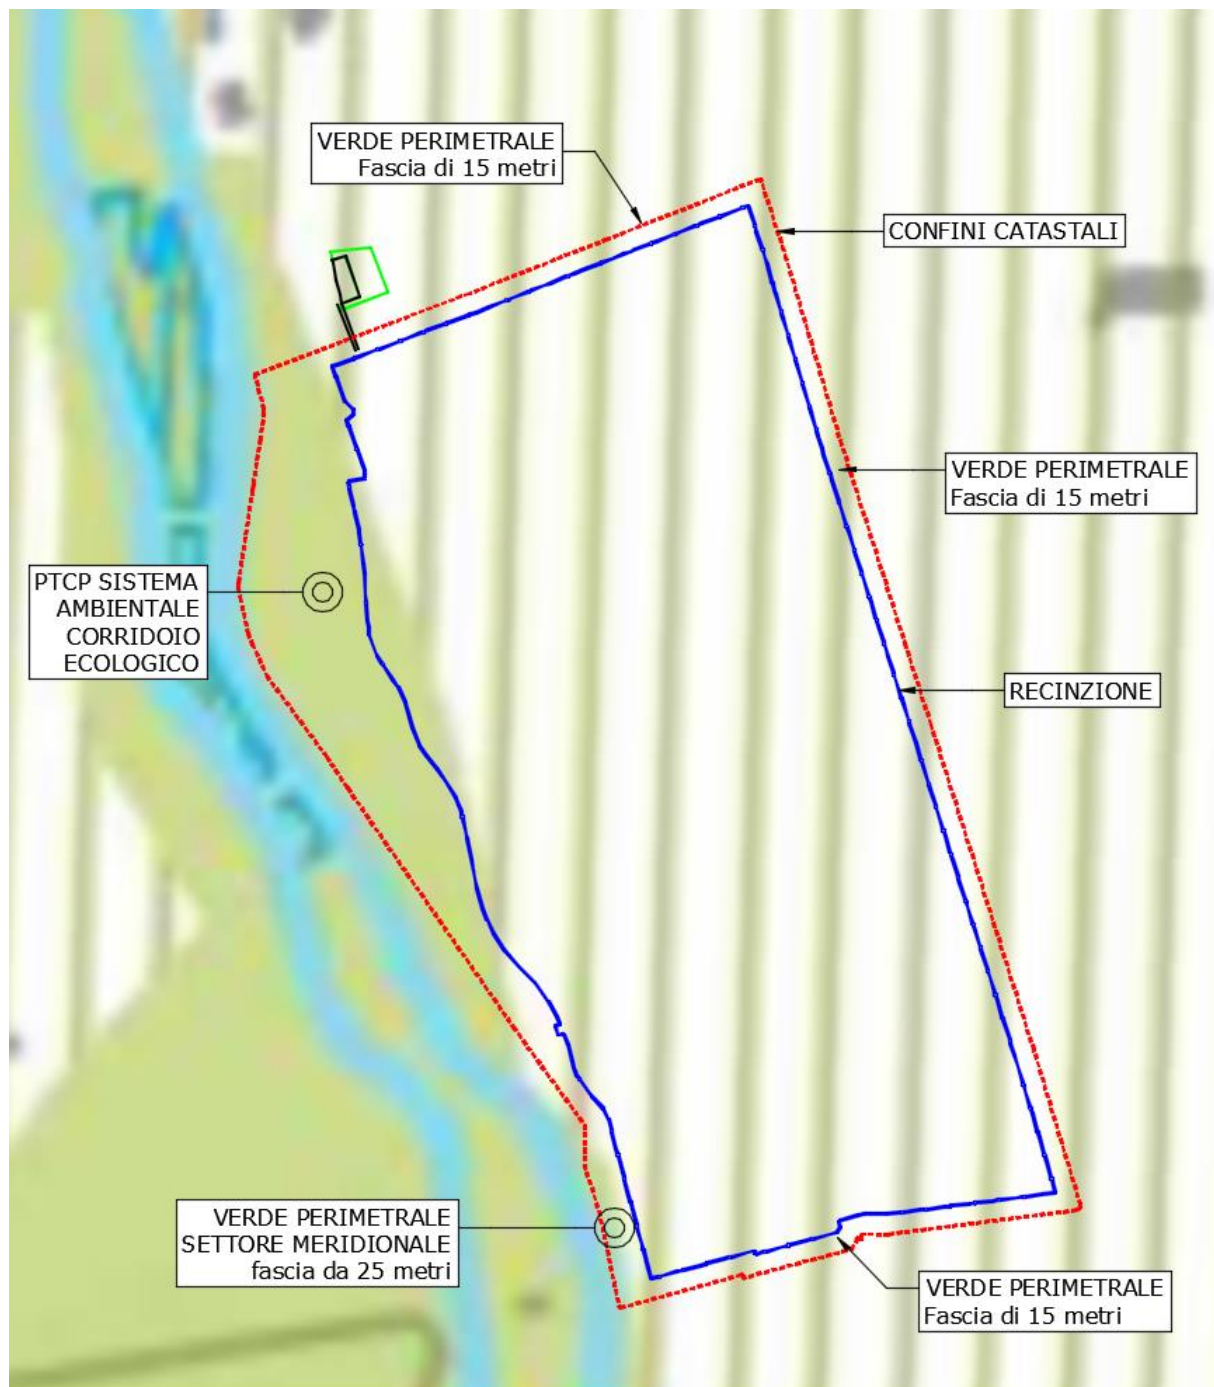 VERDE PERIMETRALE
Fascia di 15 metri
CONFINI CATASTALI
VERDE PERIMETRALE
Fascia di 15 metri
PTCP SISTEMA
AMBIENTALE
CORRIDOIO
ECOLOGICO
RECINZIONE
VERDE PERIMETRALE
SETTORE MERIDIONALE
fascia da 25 metri
VERDE PERIMETRALE
Fascia di 15 metri